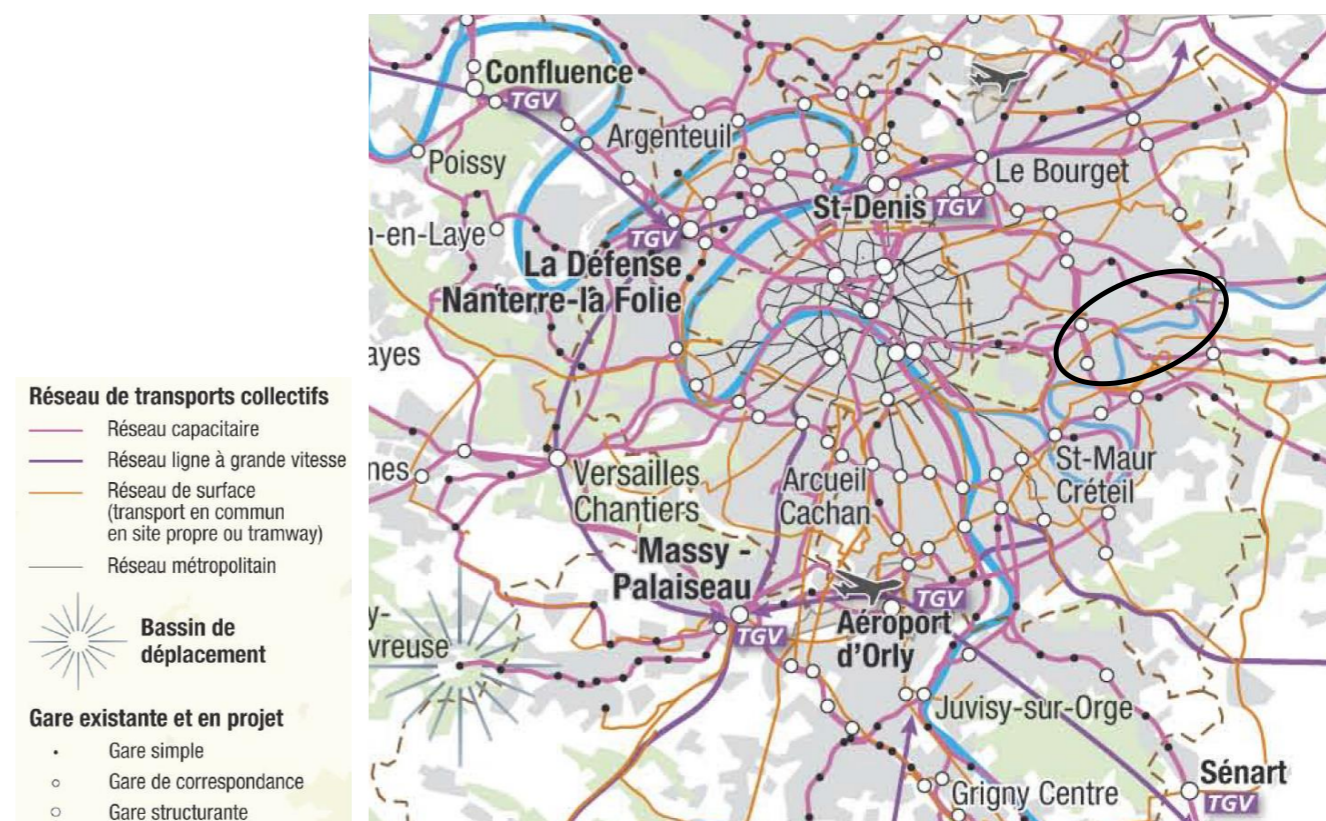 Réseau de transports collectifs
Réseau capacitaire
Réseau ligne à grande vitesse
Réseau de surface
(transport en commun
en site propre ou tramway)
Réseau métropolitain
Bassin de
déplacement
Gare existante et en projet
Gare simple
Gare de correspondance
Gare structurante
Confluence
TGV
Argenteuil
Poissy
Le Bourget
St-Denis TGV
n-en-Laye
TGV
La Défense
Nanterre-la Folie
ayes
nes
Versailles
Chantiers
Arcueil
Cachan
St-Maur
Créteil
Massy -
Palaiseau
TGV
TGV
Aéroport
d'Orly
y-
vreuse
Juvisy-sur-Orge
Grigny Centre
Sénart
TGV